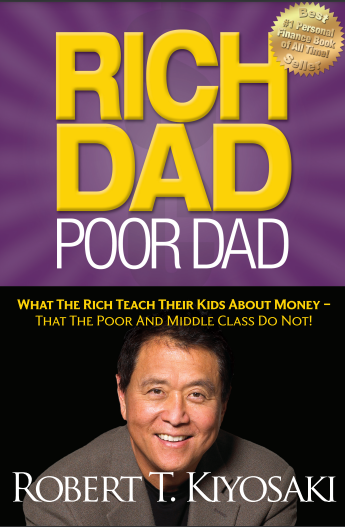 Best
#1 Personal
Finance Book
of All Time!
Seller
RICH
DAD
POOR DAD
WHAT THE RICH TEACH THEIR KIDS ABOUT MONEY –
THAT THE POOR AND MIDDLE CLASS DO NOT!
ROBERT T. KIYOSAKI